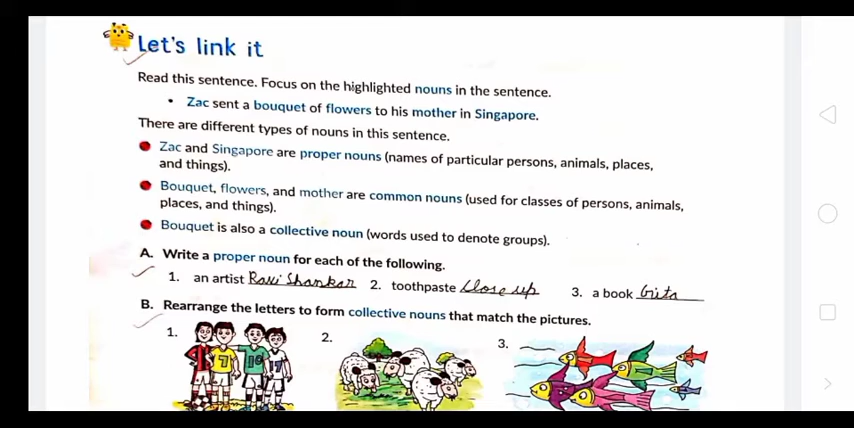 Let's link it
Read this sentence. Focus on the highlighted nouns in the sentence.
• Zac sent a bouquet of flowers to his mother in Singapore.
There are different types of nouns in this sentence.
Zac and Singapore are proper nouns (names of particular persons, animals, places,
and things).
Bouquet, flowers, and mother are common nouns (used for classes of persons, animals,
places, and things).
Bouquet is also a collective noun (words used to denote groups).
A. Write a proper noun for each of the following.
1. an artist Ravi Shankar 2. toothpaste Close up 3. a book Gita
B. Rearrange the letters to form collective nouns that match the pictures.
1. 2. 3.
7 10